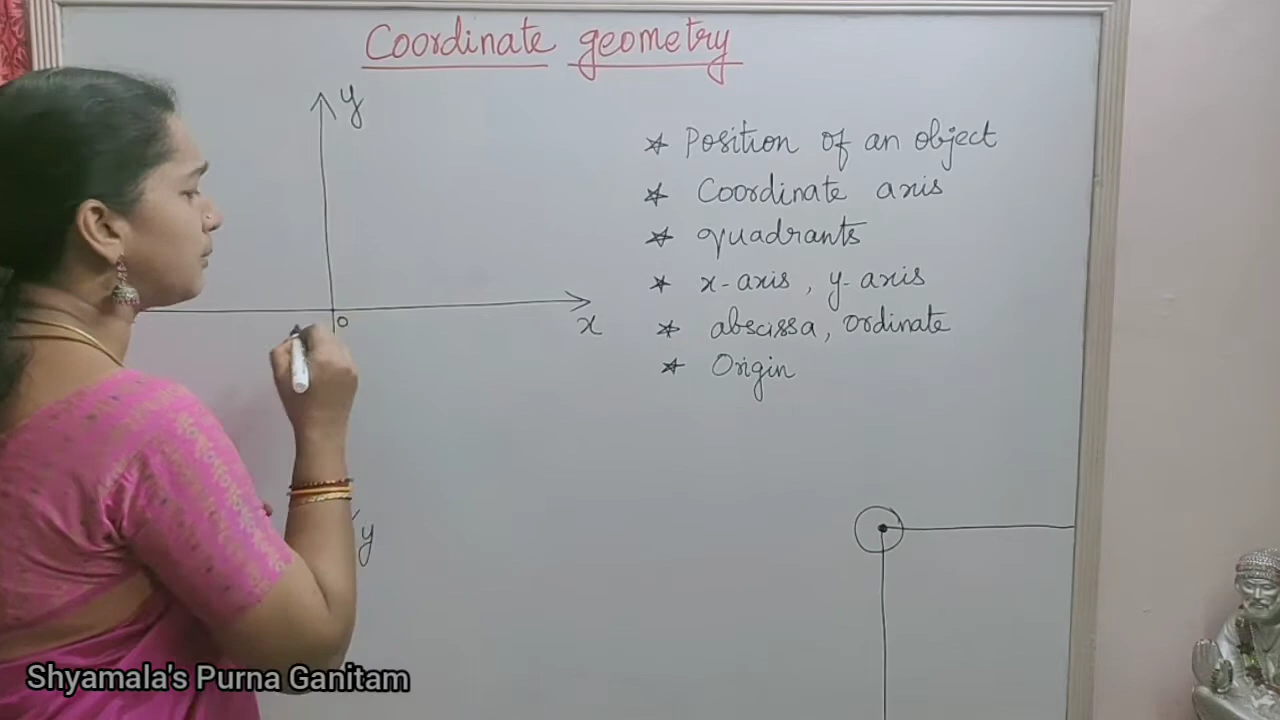 Coordinate geometry
y
* Position of an object
* Coordinate axis
* quadrants
* x-axis, y-axis
* abscissa, ordinate
* Origin
o
x
y
Shyamala's Purna Ganitam